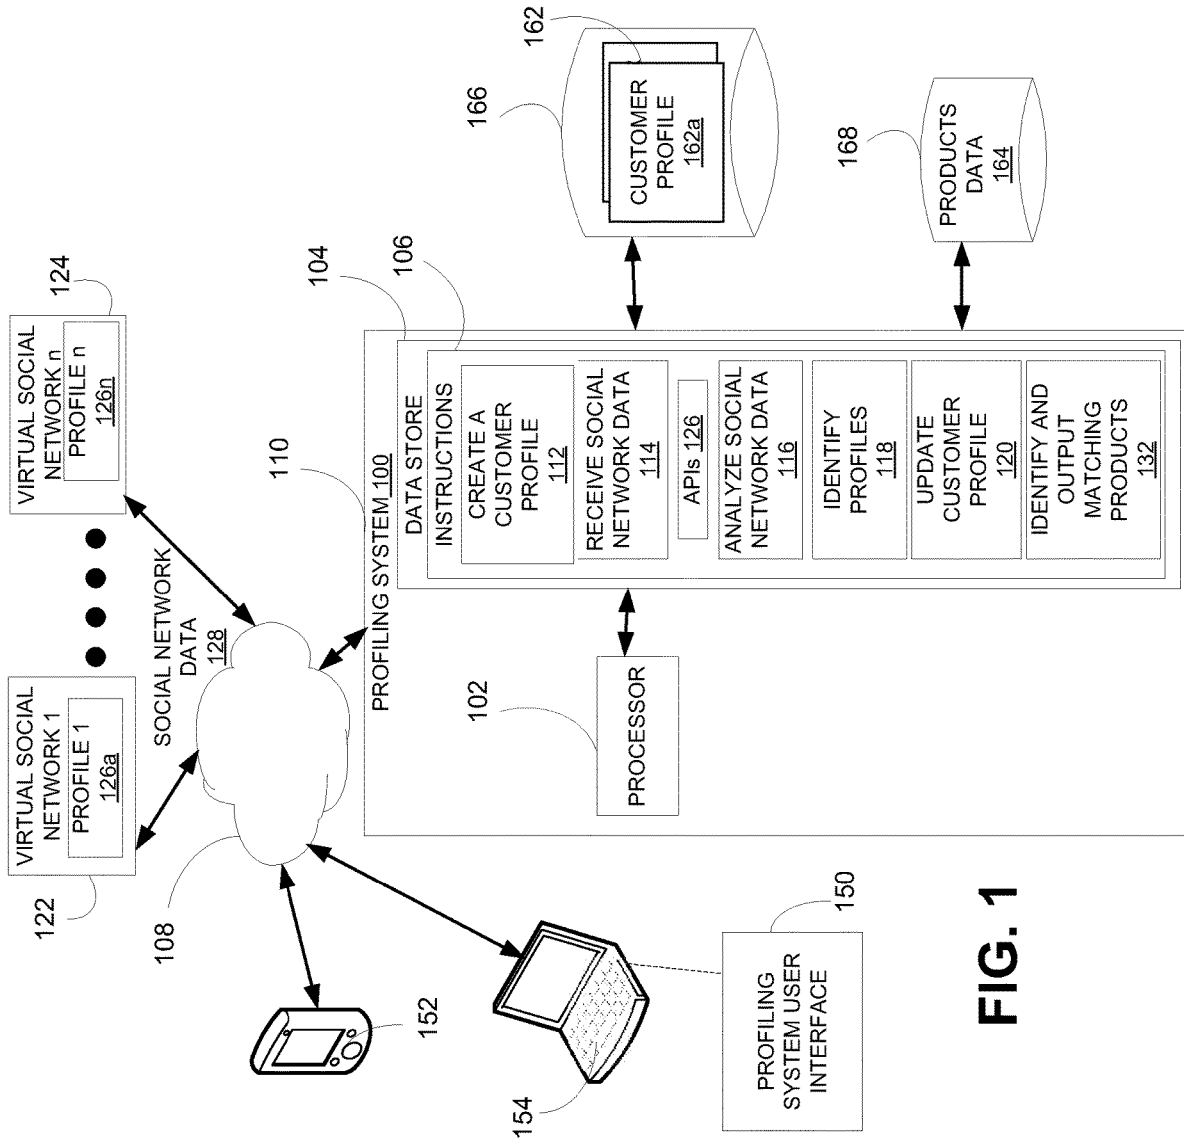 VIRTUAL SOCIAL
NETWORK 1
PROFILE 1
126a
122
VIRTUAL SOCIAL
NETWORK n
PROFILE n
126n
124
SOCIAL NETWORK
DATA
128
108
110
152
154
PROFILING
SYSTEM USER
INTERFACE
150
PROFILING SYSTEM 100
104
106
DATA STORE
INSTRUCTIONS
CREATE A
CUSTOMER
PROFILE
112
RECEIVE SOCIAL
NETWORK DATA
114
APIs 126
ANALYZE SOCIAL
NETWORK DATA
116
IDENTIFY
PROFILES
118
UPDATE
CUSTOMER
PROFILE
120
IDENTIFY AND
OUTPUT
MATCHING
PRODUCTS
132
102
PROCESSOR
166
162
CUSTOMER
PROFILE
162a
168
PRODUCTS
DATA
164
FIG. 1